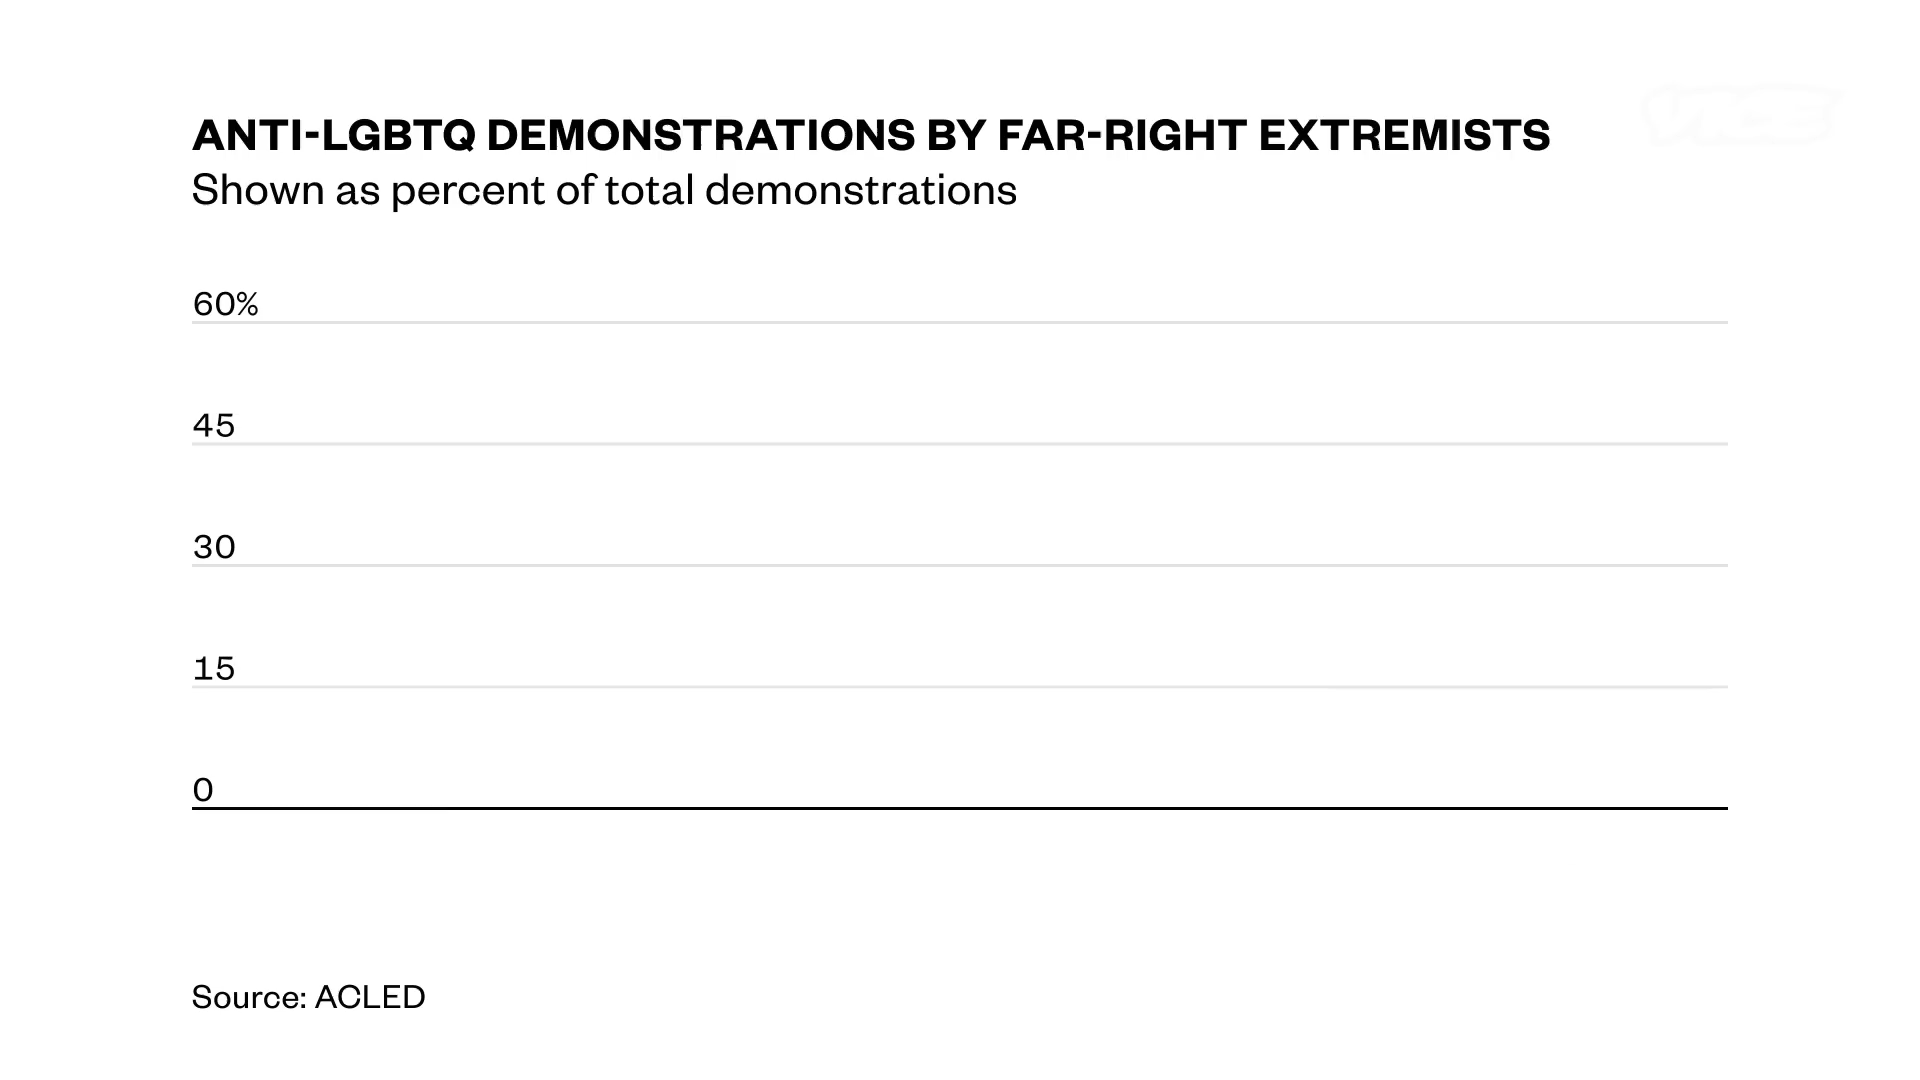 VICE
ANTI-LGBTQ DEMONSTRATIONS BY FAR-RIGHT EXTREMISTS
Shown as percent of total demonstrations
60%
45
30
15
0
Source: ACLED